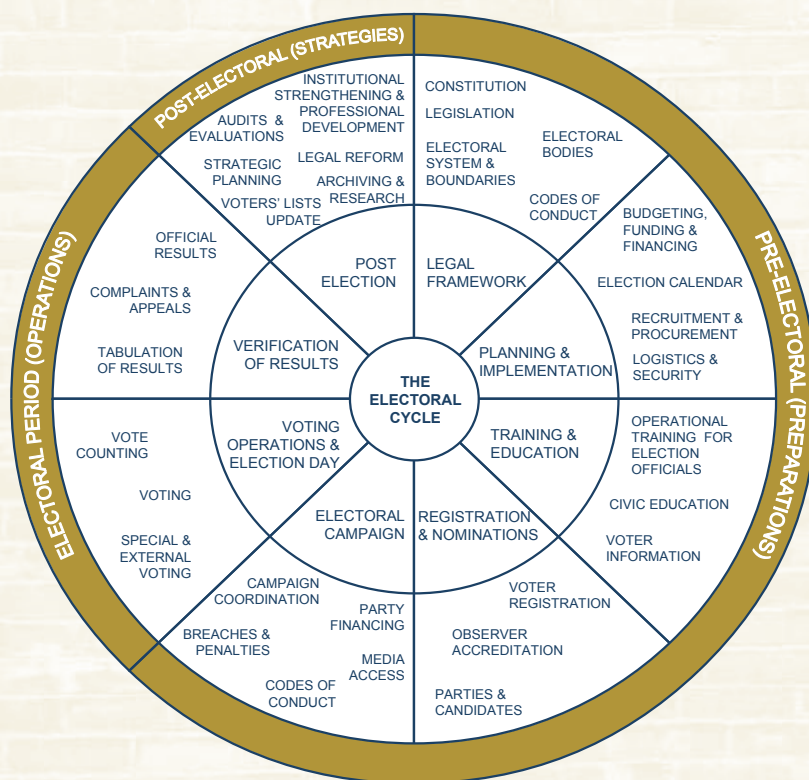 POST-ELECTORAL (STRATEGIES)
PRE-ELECTORAL (PREPARATIONS)
ELECTORAL PERIOD (OPERATIONS)
THE
ELECTORAL
CYCLE
LEGAL
FRAMEWORK
CONSTITUTION
LEGISLATION
ELECTORAL
SYSTEM &
BOUNDARIES
ELECTORAL
BODIES
CODES OF
CONDUCT
PLANNING &
IMPLEMENTATION
BUDGETING,
FUNDING &
FINANCING
ELECTION CALENDAR
RECRUITMENT &
PROCUREMENT
LOGISTICS &
SECURITY
TRAINING &
EDUCATION
OPERATIONAL
TRAINING FOR
ELECTION
OFFICIALS
CIVIC EDUCATION
VOTER
INFORMATION
REGISTRATION
& NOMINATIONS
VOTER
REGISTRATION
OBSERVER
ACCREDITATION
PARTIES &
CANDIDATES
ELECTORAL
CAMPAIGN
CAMPAIGN
COORDINATION
PARTY
FINANCING
BREACHES &
PENALTIES
MEDIA
ACCESS
CODES OF
CONDUCT
VOTING
OPERATIONS &
ELECTION DAY
VOTE
COUNTING
VOTING
SPECIAL &
EXTERNAL
VOTING
VERIFICATION
OF RESULTS
OFFICIAL
RESULTS
COMPLAINTS &
APPEALS
TABULATION
OF RESULTS
POST
ELECTION
INSTITUTIONAL
STRENGTHENING &
PROFESSIONAL
DEVELOPMENT
AUDITS &
EVALUATIONS
LEGAL REFORM
STRATEGIC
PLANNING
ARCHIVING &
RESEARCH
VOTERS' LISTS
UPDATE